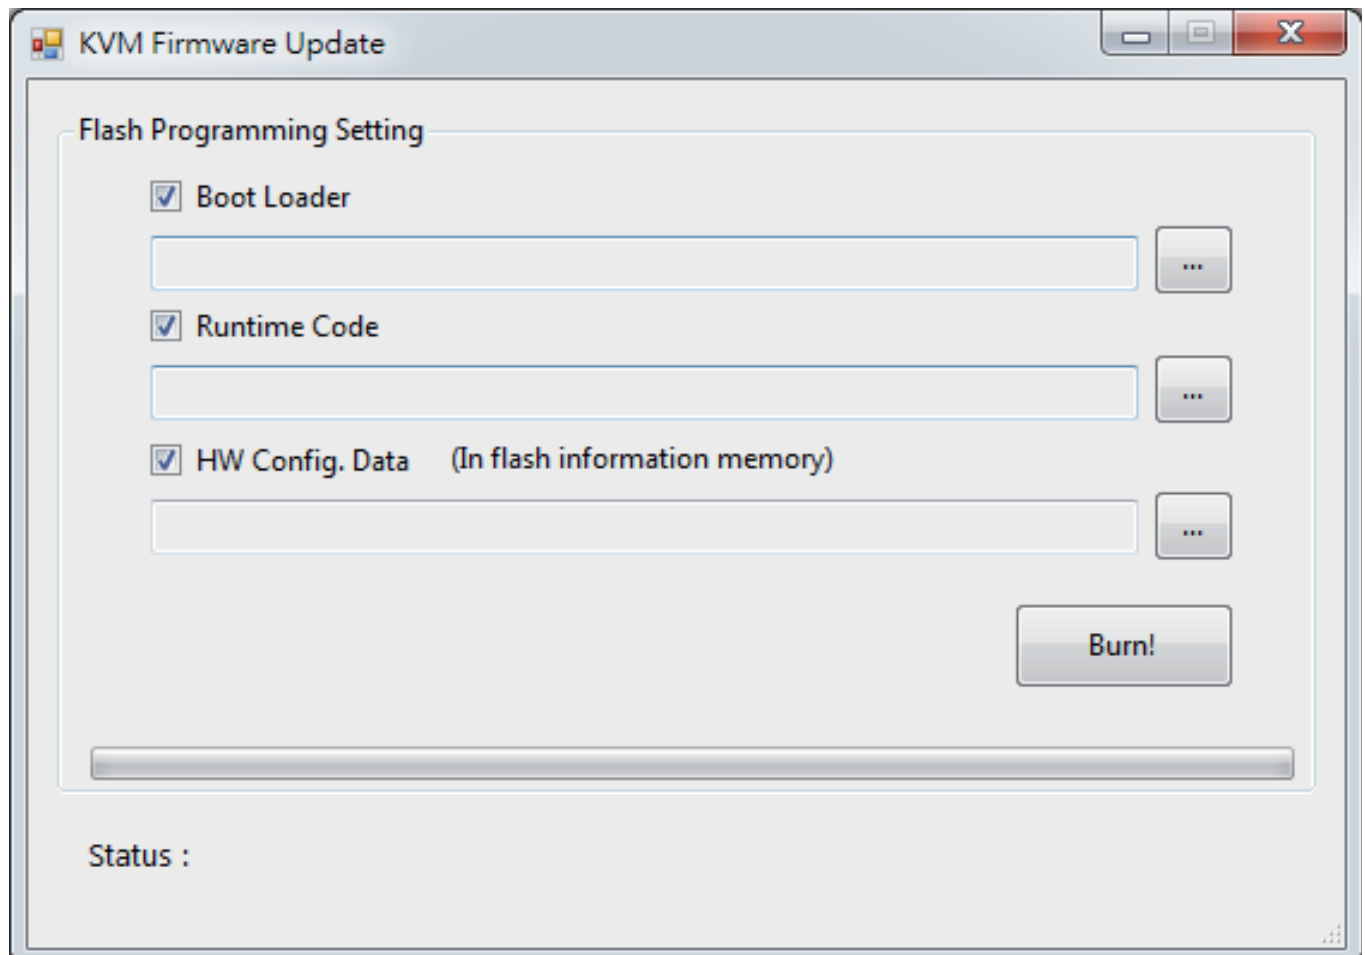 KVM Firmware Update
Flash Programming Setting
Boot Loader
...
Runtime Code
...
HW Config. Data (In flash information memory)
...
Burn!
Status :